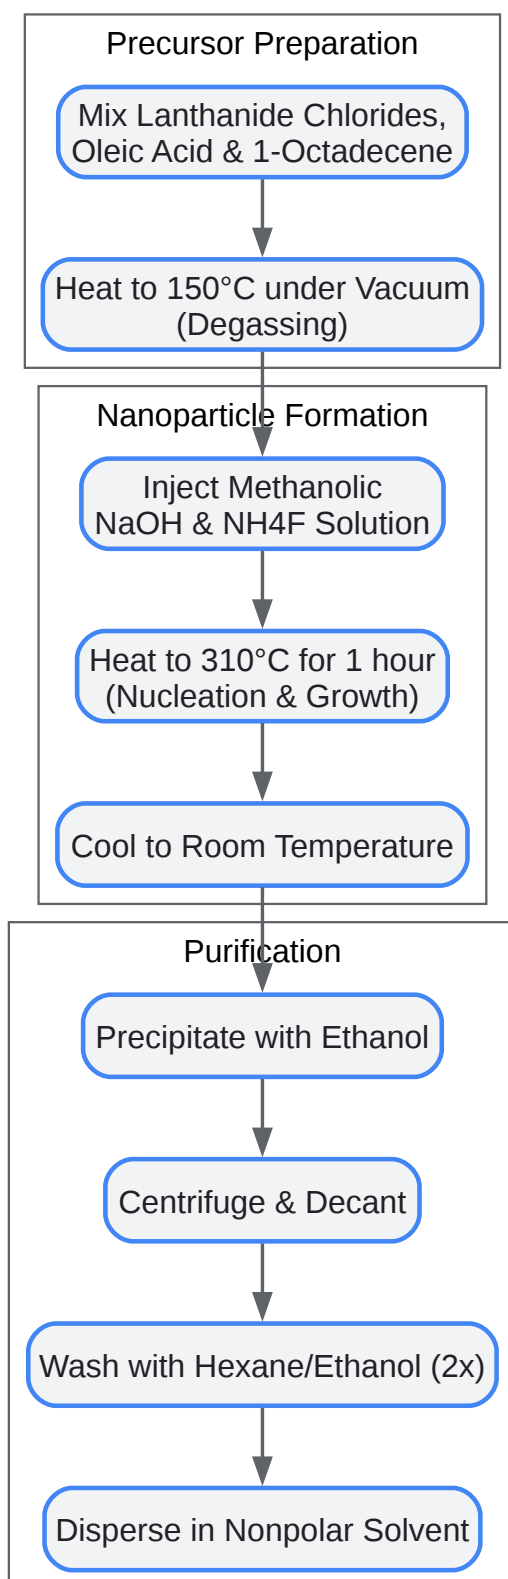 Precursor Preparation
Mix Lanthanide Chlorides,
Oleic Acid & 1-Octadecene
Heat to 150°C under Vacuum
(Degassing)
Nanoparticle Formation
Inject Methanolic
NaOH & NH4F Solution
Heat to 310°C for 1 hour
(Nucleation & Growth)
Cool to Room Temperature
Purification
Precipitate with Ethanol
Centrifuge & Decant
Wash with Hexane/Ethanol (2x)
Disperse in Nonpolar Solvent